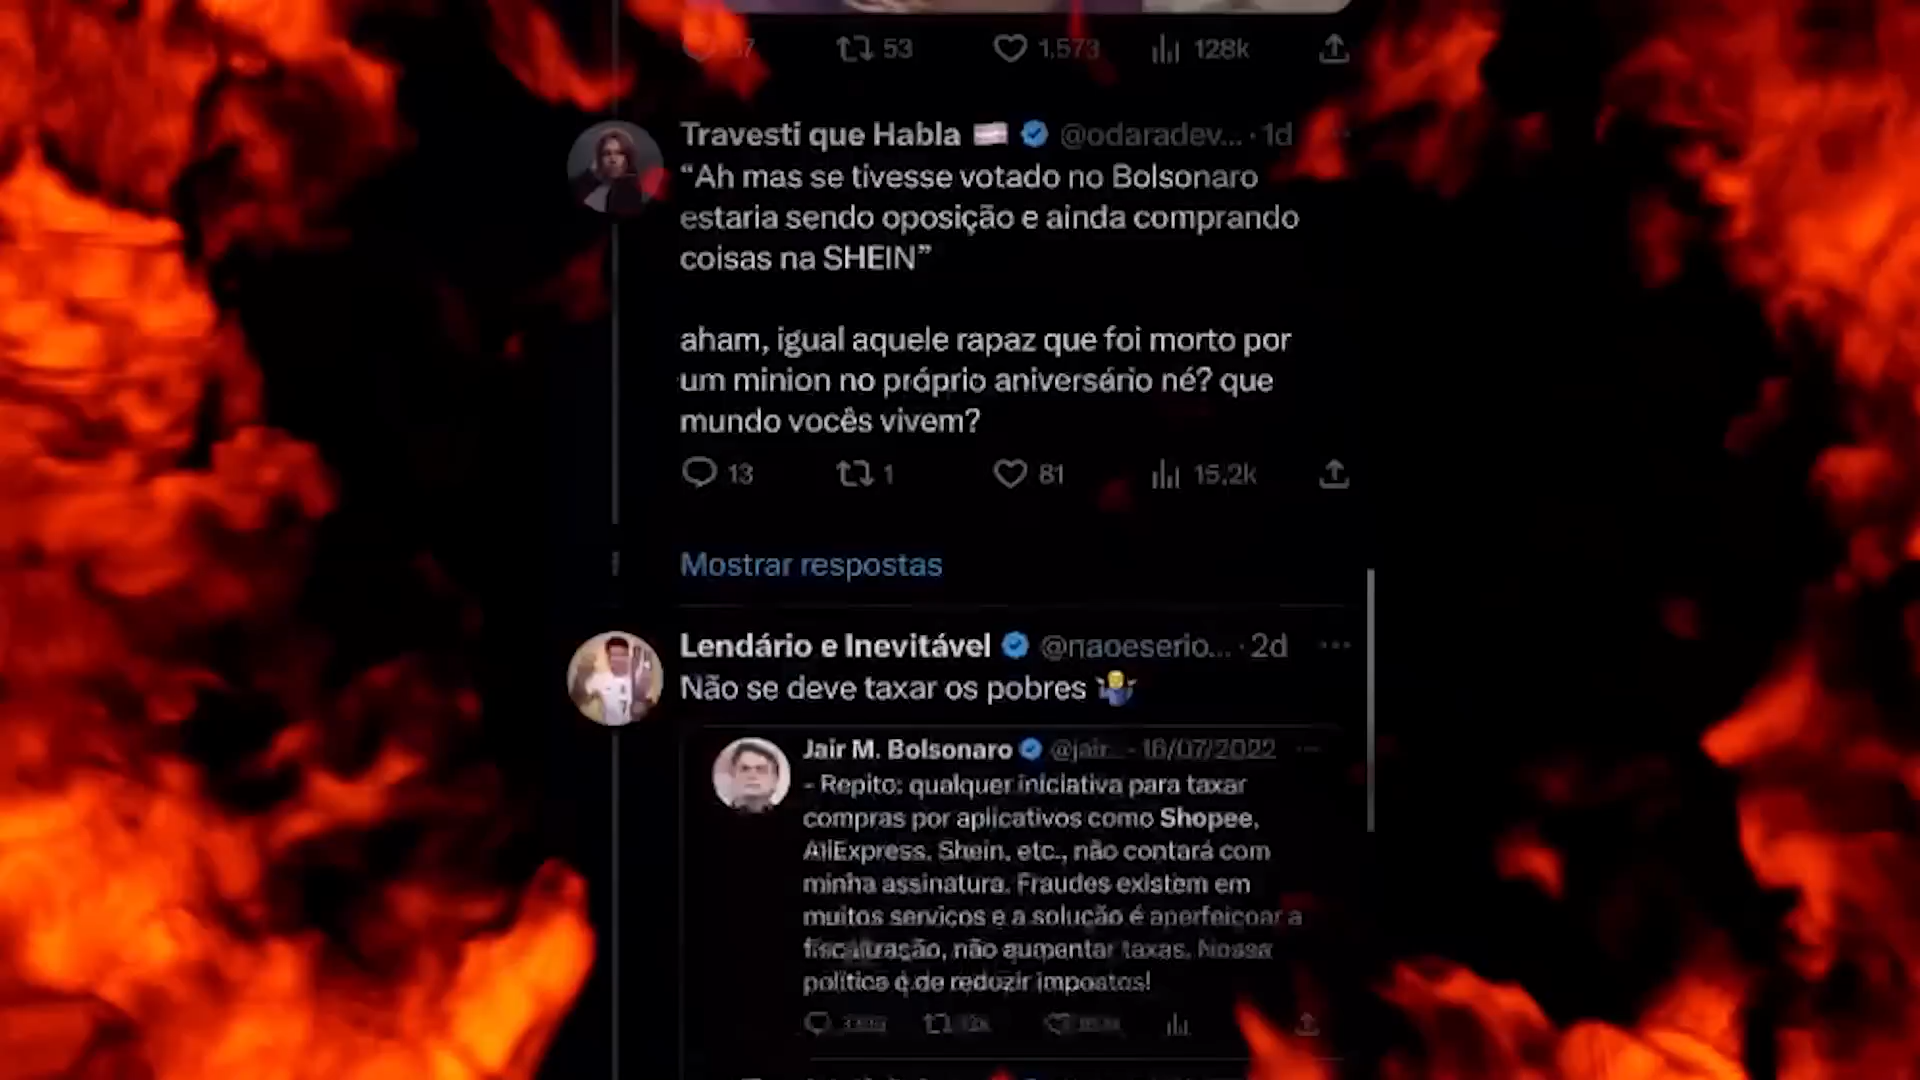 53 1.573 128k
Travesti que Habla @odaradev... · 1d
“Ah mas se tivesse votado no Bolsonaro
estaria sendo oposição e ainda comprando
coisas na SHEIN”
aham, igual aquele rapaz que foi morto por
um minion no próprio aniversário né? que
mundo vocês vivem?
13 1 81 15,2k
Mostrar respostas
Lendário e Inevitável @naoeserio... · 2d
Não se deve taxar os pobres
Jair M. Bolsonaro @jair... · 16/07/2022
- Repito: qualquer iniciativa para taxar
compras por aplicativos como Shopee,
AliExpress, Shein, etc., não contará com
minha assinatura. Fraudes existem em
muitos serviços e a solução é aperfeiçoar a
fiscalização, não aumentar taxas. Nossa
política é de reduzir impostos!